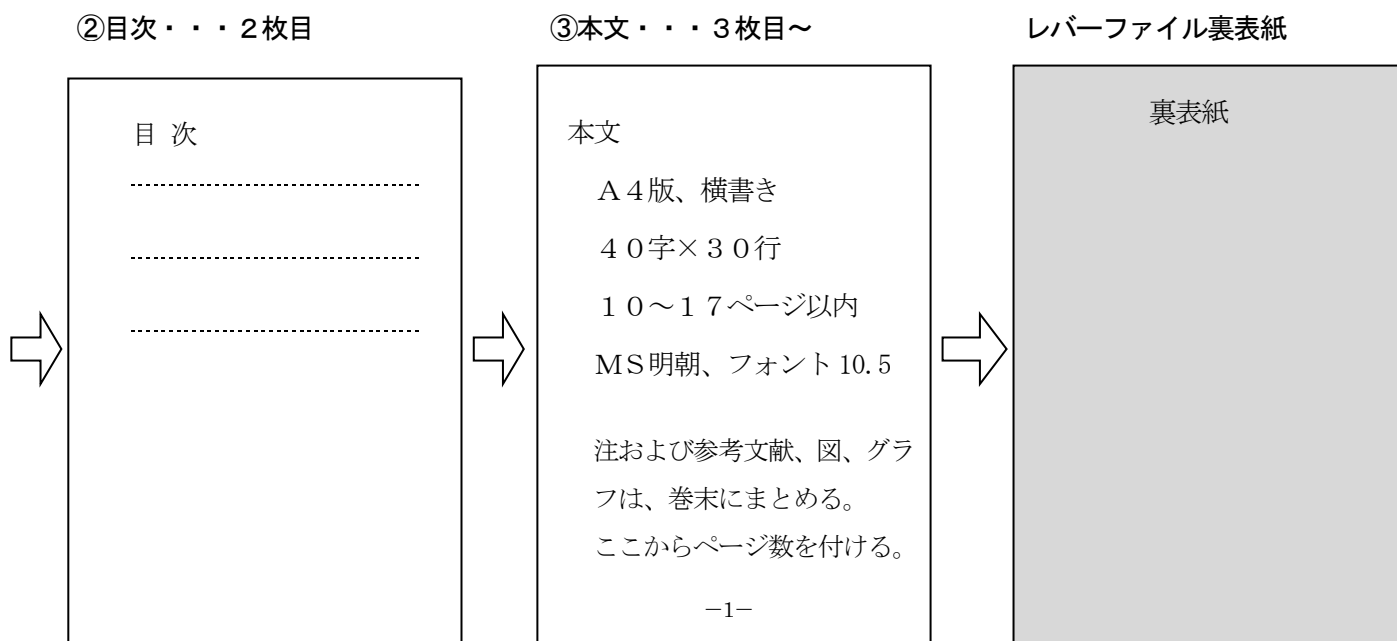 ②目次・・・２枚目
③本文・・・３枚目～
レバーファイル裏表紙
目 次
本文
Ａ４版、横書き
４０字×３０行
１０～１７ページ以内
ＭＳ明朝、フォント 10.5
注および参考文献、図、グラ
フは、巻末にまとめる。
ここからページ数を付ける。
－1－
裏表紙